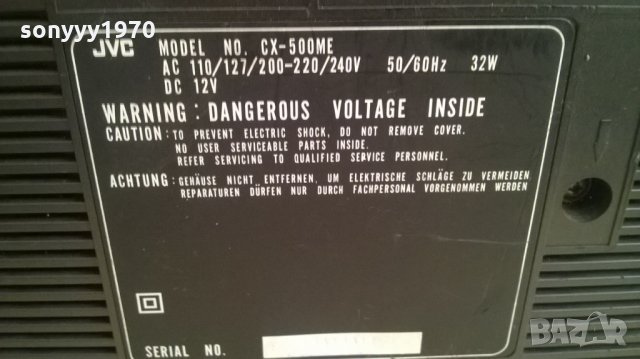 sonyyy1970
JVC MODEL NO. CX-500ME
AC 110/127/200-220/240V 50/60Hz 32W
DC 12V
WARNING: DANGEROUS VOLTAGE INSIDE
CAUTION: TO PREVENT ELECTRIC SHOCK, DO NOT REMOVE COVER.
NO USER SERVICEABLE PARTS INSIDE.
REFER SERVICING TO QUALIFIED SERVICE PERSONNEL.
ACHTUNG: GEHÄUSE NICHT ENTFERNEN, UM ELEKTRISCHE SCHLÄGE ZU VERMEIDEN
REPARATUREN DÜRFEN NUR DURCH FACHPERSONAL VORGENOMMEN WERDEN
SERIAL NO.
BAZAR